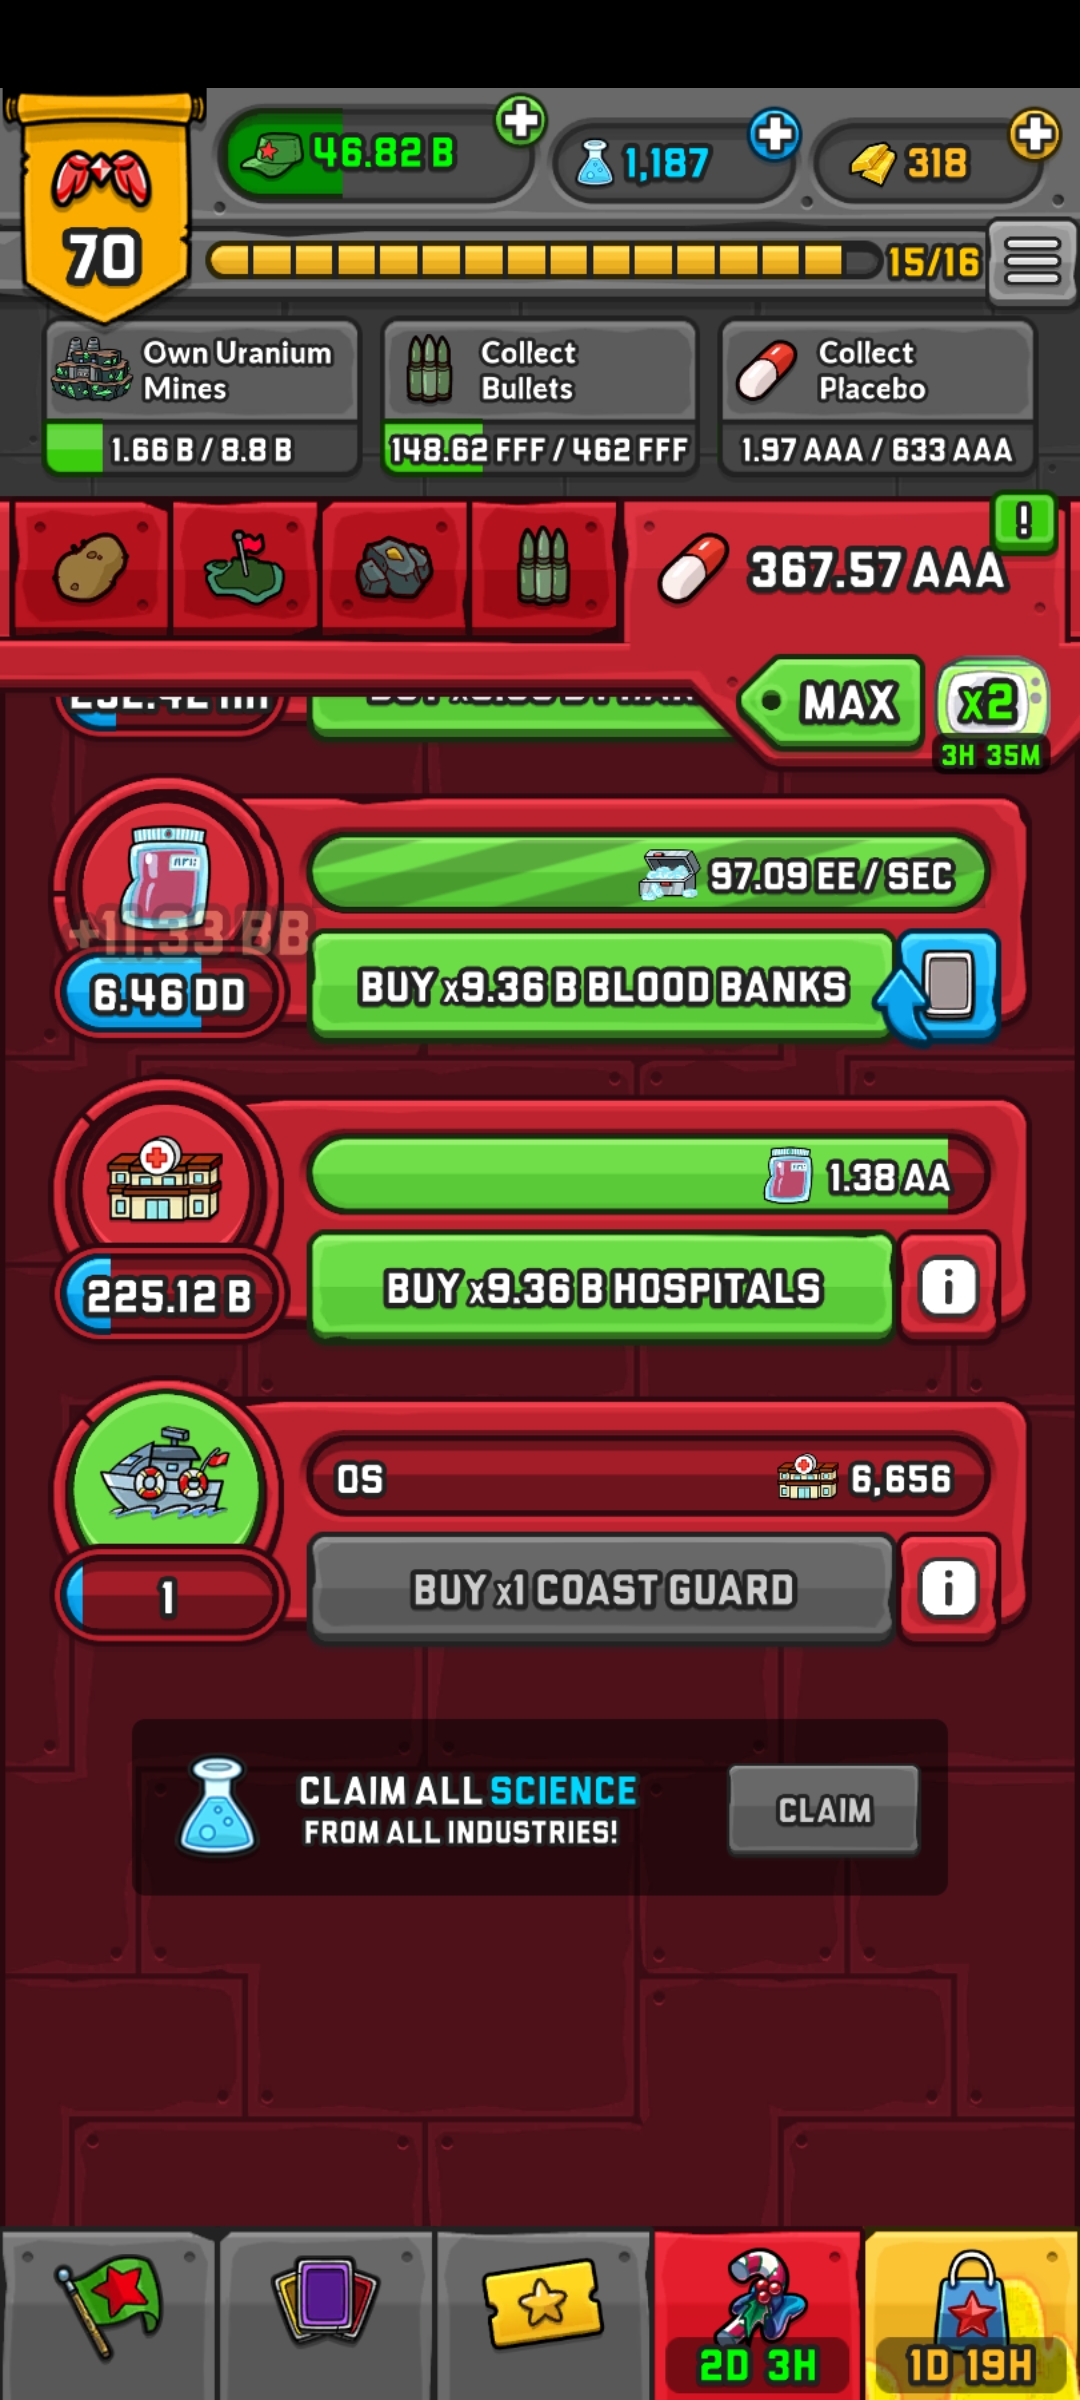 46.82 B
1,187
318
70
15/16
Own Uranium
Mines
1.66 B / 8.8 B
Collect
Bullets
148.62 FFF / 462 FFF
Collect
Placebo
1.97 AAA / 633 AAA
!
367.57 AAA
MAX
x2
3H 35M
97.09 EE / SEC
+11.33 BB
6.46 DD
BUY x9.36 B BLOOD BANKS
1.38 AA
225.12 B
BUY x9.36 B HOSPITALS
i
0S
6,656
1
BUY x1 COAST GUARD
i
CLAIM ALL SCIENCE
FROM ALL INDUSTRIES!
CLAIM
2D 3H
1D 19H